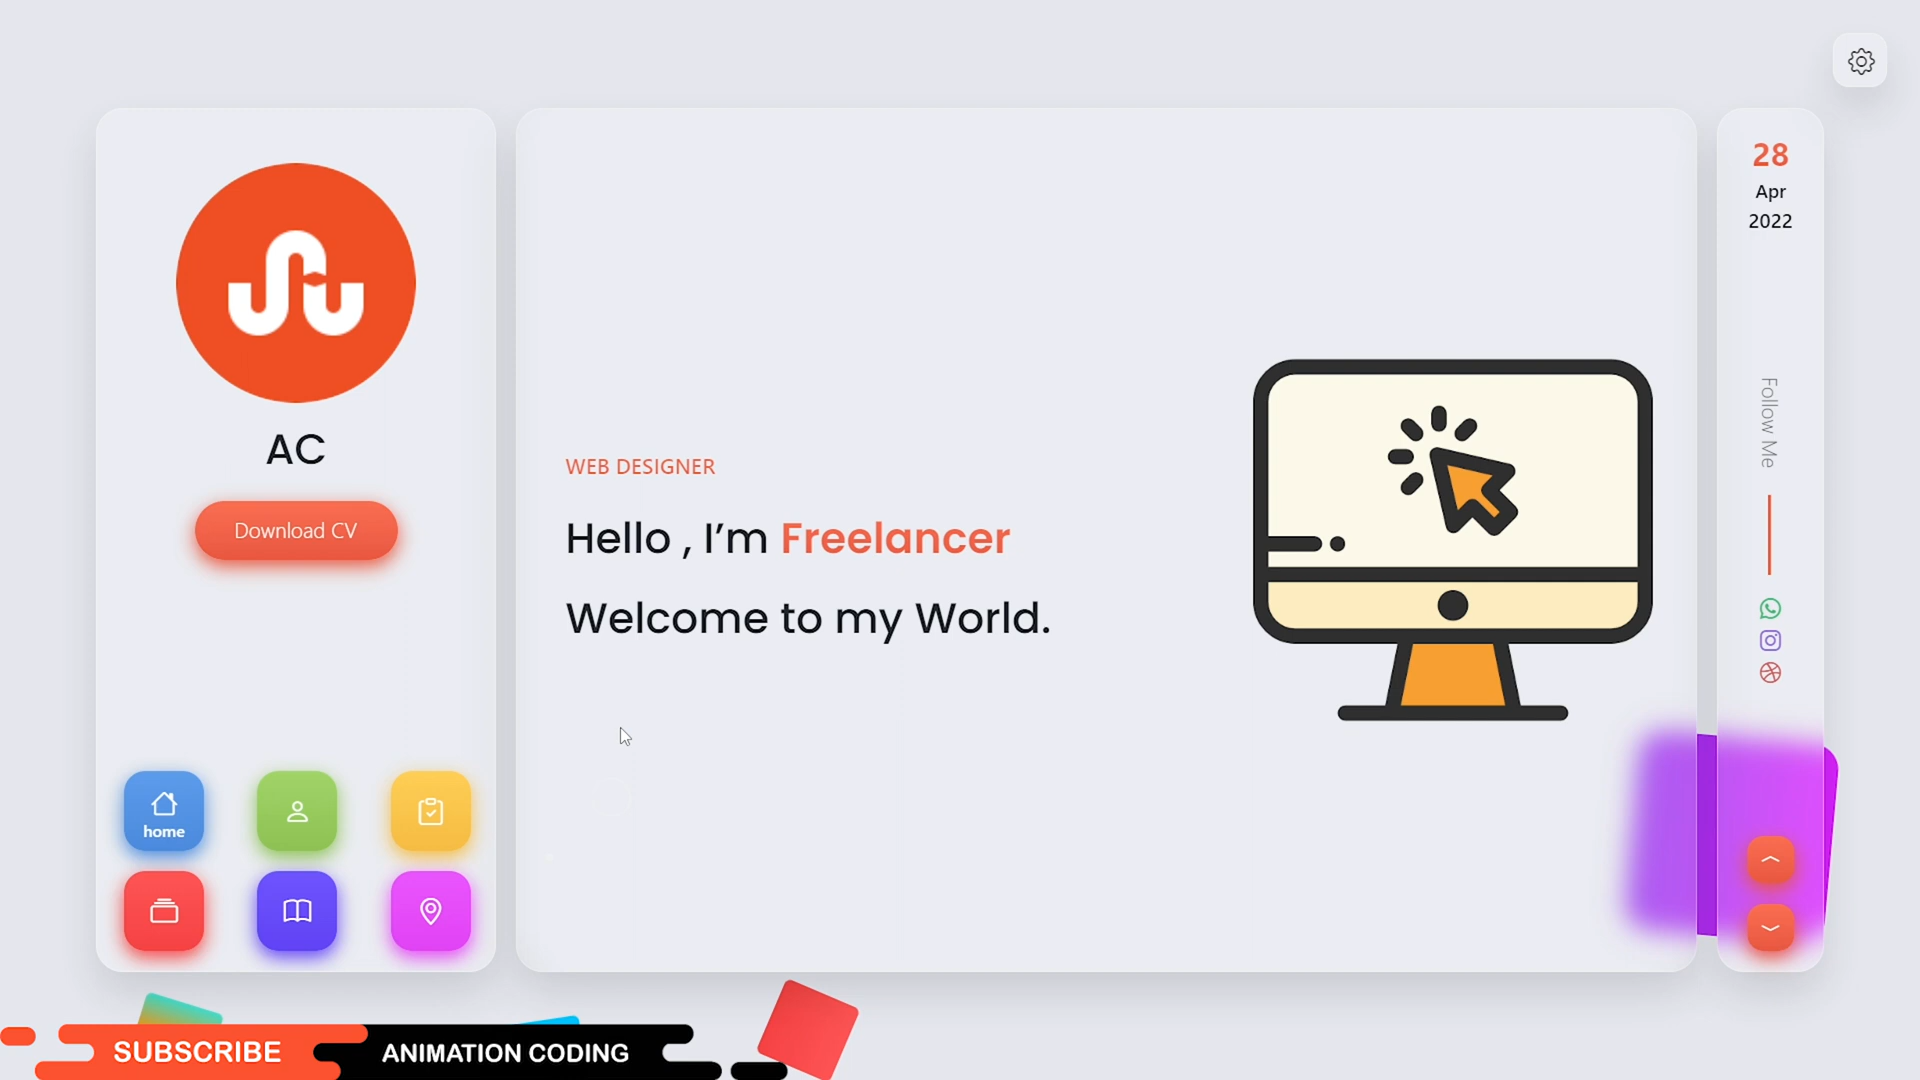 AC
Download CV
home
WEB DESIGNER
Hello , I’m Freelancer
Welcome to my World.
28
Apr
2022
Follow Me
SUBSCRIBE
ANIMATION CODING